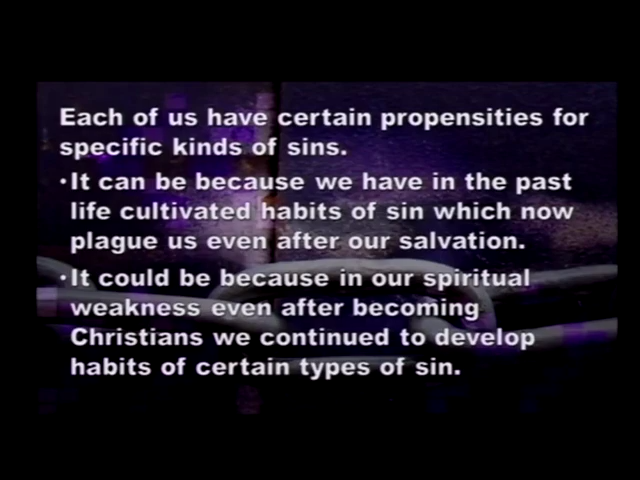 Each of us have certain propensities for
specific kinds of sins.
•It can be because we have in the past
life cultivated habits of sin which now
plague us even after our salvation.
•It could be because in our spiritual
weakness even after becoming
Christians we continued to develop
habits of certain types of sin.